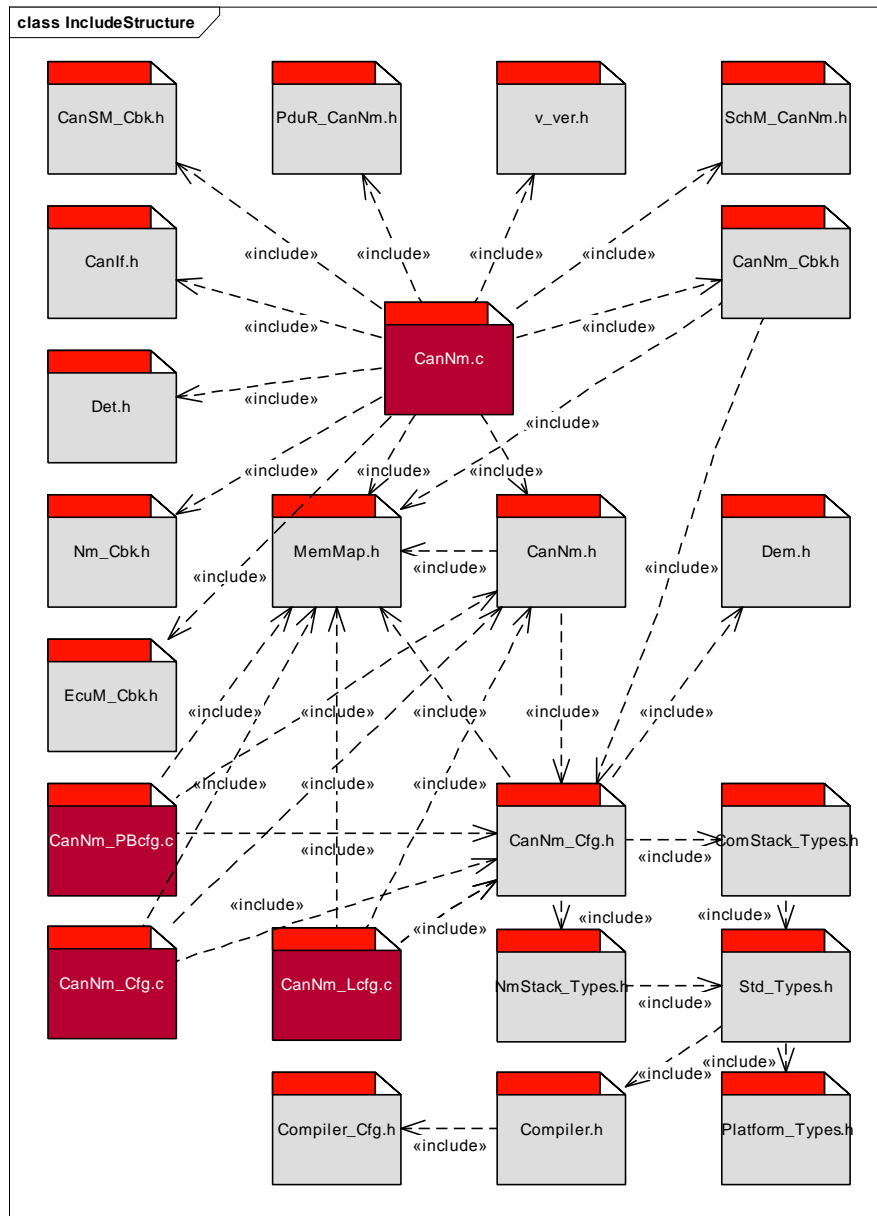 class IncludeStructure
CanSM_Cbk.h
PduR_CanNm.h
v_ver.h
SchM_CanNm.h
CanIf.h
«include»
«include»
«include»
«include»
CanNm_Cbk.h
«include»
«include»
CanNm.c
Det.h
«include»
«include»
«include»
«include»
«include»
Nm_Cbk.h
MemMap.h
CanNm.h
Dem.h
«include»
«include»
«include»
EcuM_Cbk.h
«include»
«include»
«include»
«include»
«include»
«include»
«include»
CanNm_PBcfg.c
CanNm_Cfg.h
ComStack_Types.h
«include»
«include»
«include»
«include»
«include»
«include»
CanNm_Cfg.c
CanNm_Lcfg.c
NmStack_Types.h
Std_Types.h
«include»
«include»
«include»
Compiler_Cfg.h
Compiler.h
Platform_Types.h
«include»